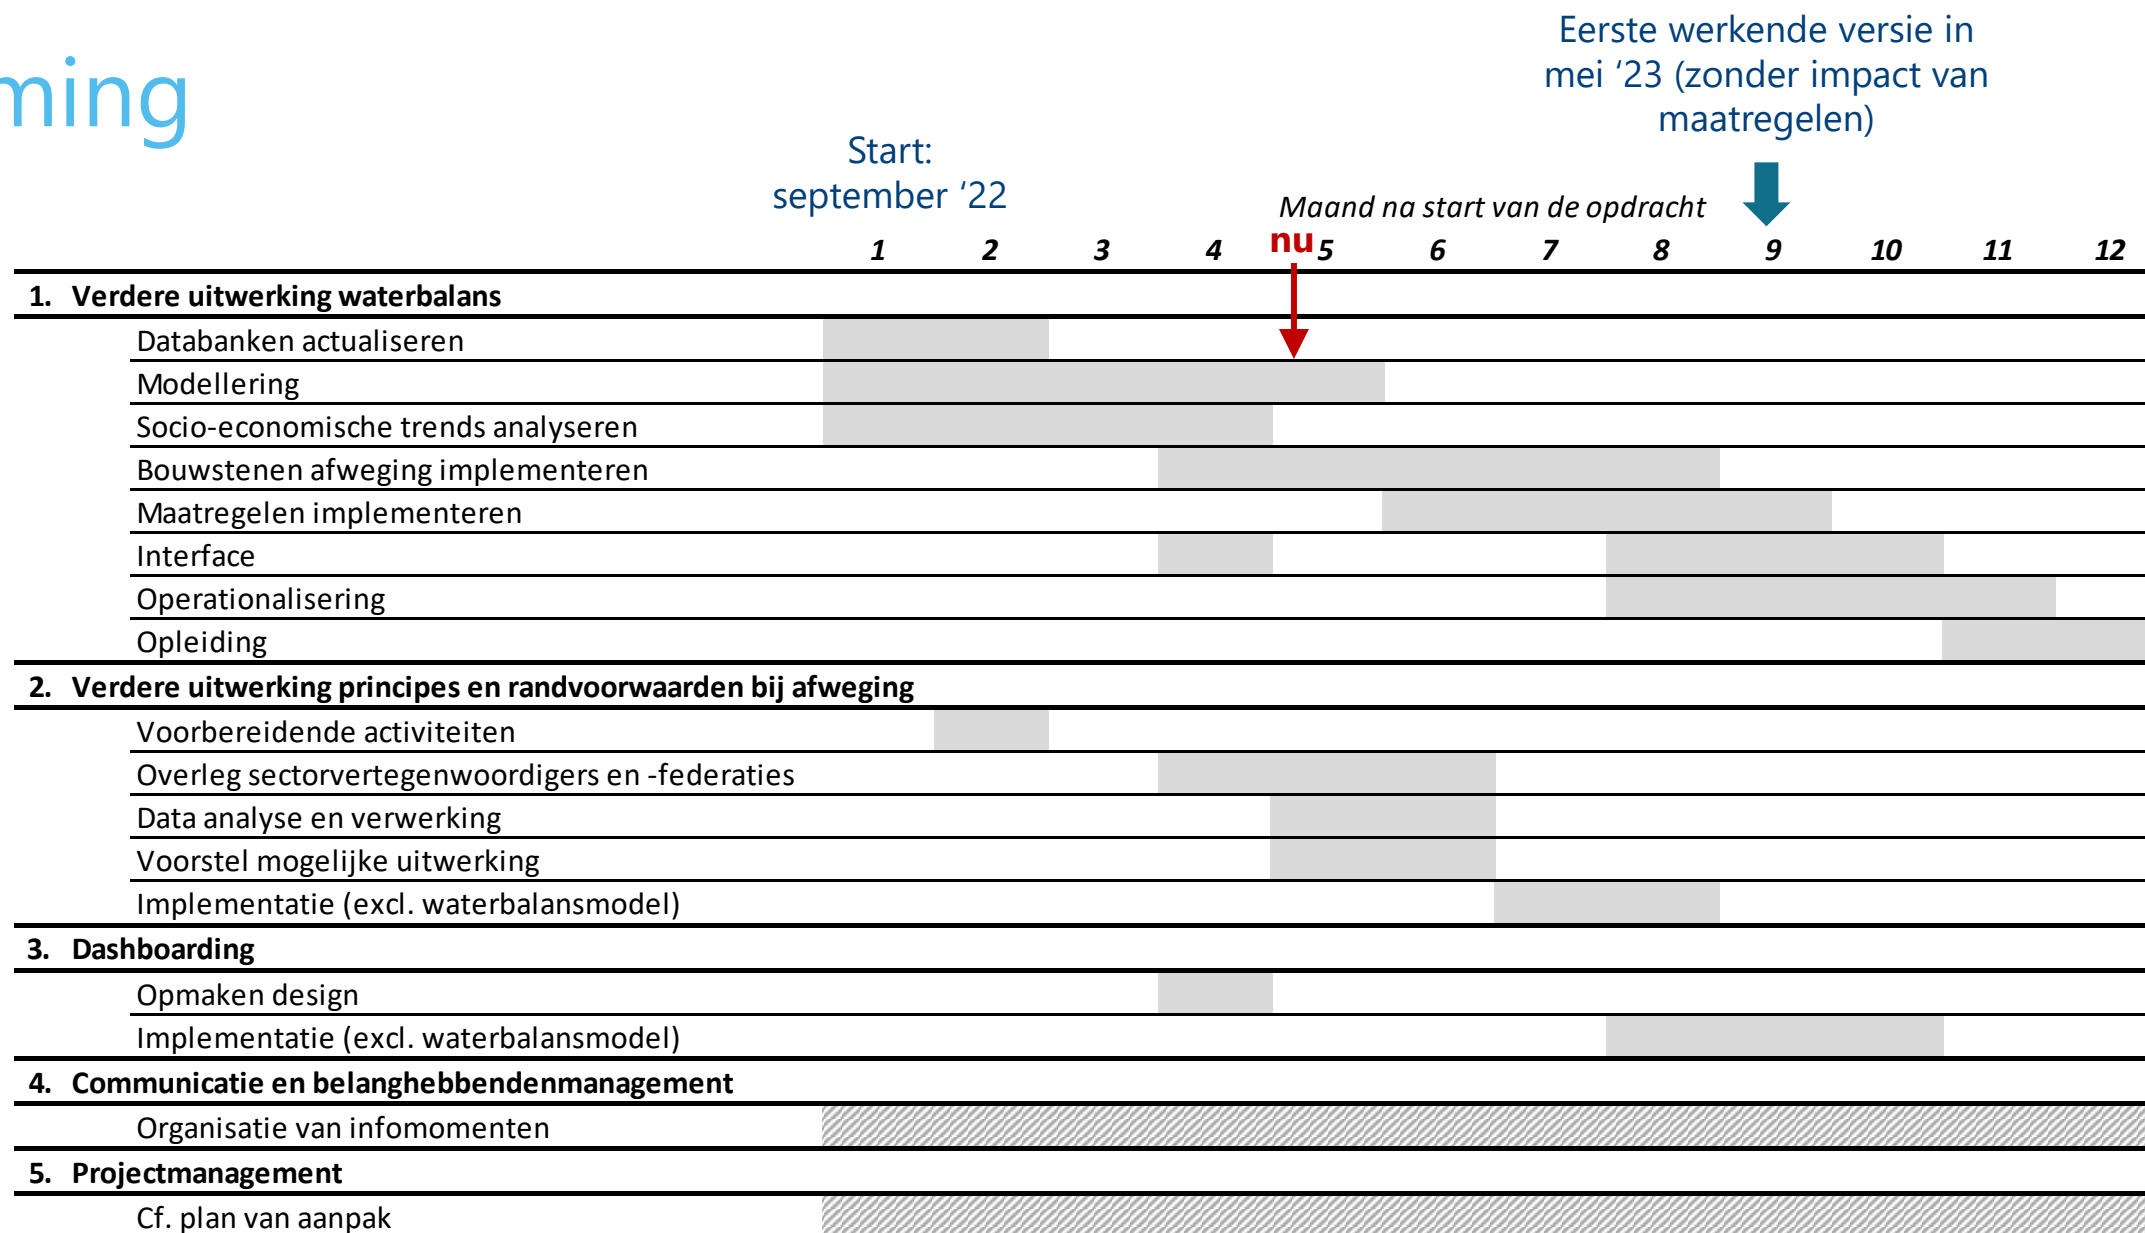 ming
Eerste werkende versie in
mei ‘23 (zonder impact van
maatregelen)
Start:
september ‘22
Maand na start van de opdracht
nu
1 2 3 4 5 6 7 8 9 10 11 12
1. Verdere uitwerking waterbalans
Databanken actualiseren
Modellering
Socio-economische trends analyseren
Bouwstenen afweging implementeren
Maatregelen implementeren
Interface
Operationalisering
Opleiding
2. Verdere uitwerking principes en randvoorwaarden bij afweging
Voorbereidende activiteiten
Overleg sectorvertegenwoordigers en -federaties
Data analyse en verwerking
Voorstel mogelijke uitwerking
Implementatie (excl. waterbalansmodel)
3. Dashboarding
Opmaken design
Implementatie (excl. waterbalansmodel)
4. Communicatie en belanghebbendenmanagement
Organisatie van infomomenten
5. Projectmanagement
Cf. plan van aanpak